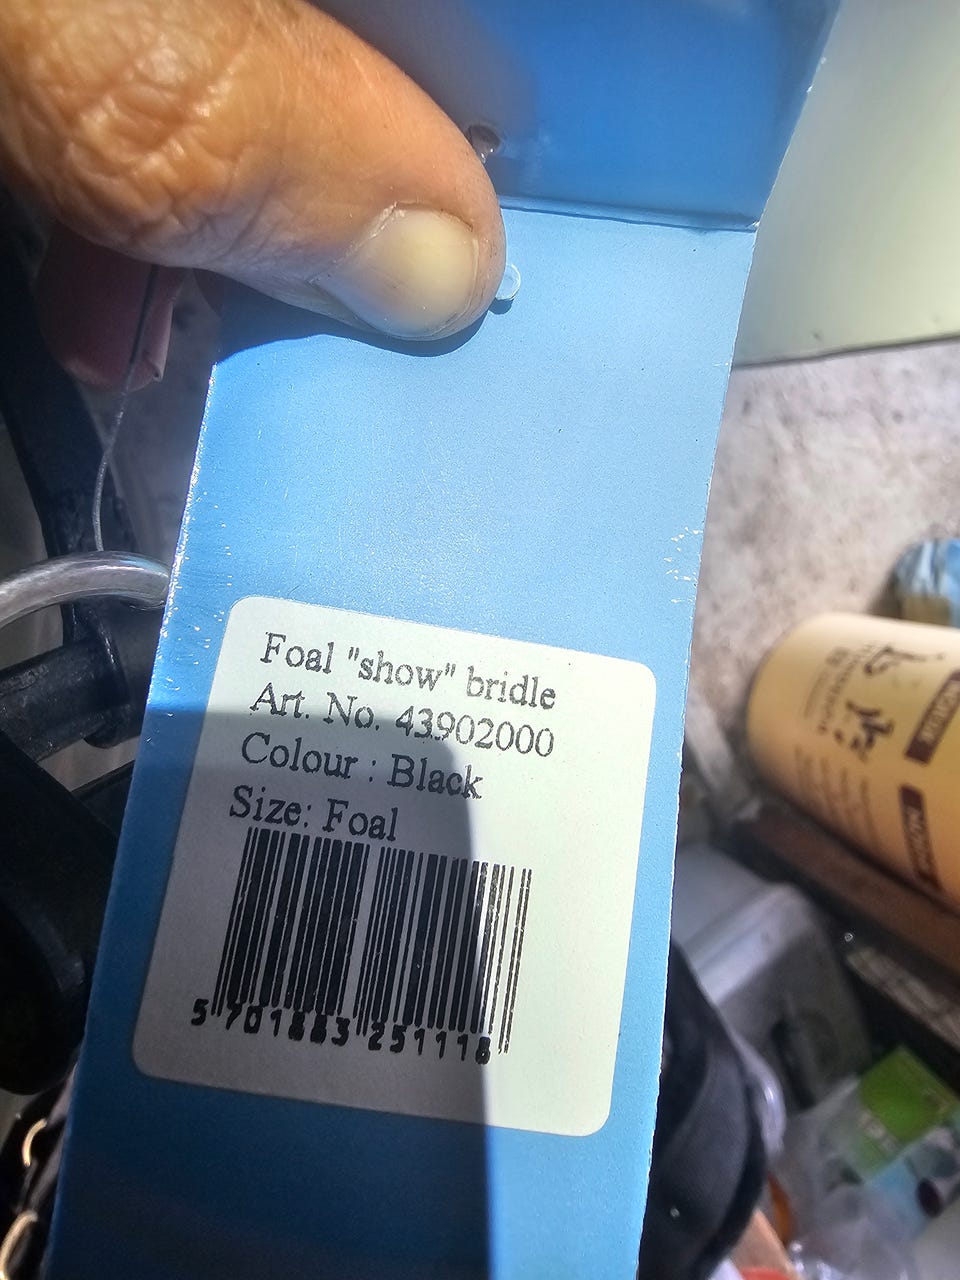 Foal "show" bridle
Art. No. 43902000
Colour : Black
Size: Foal
5 701883 251118